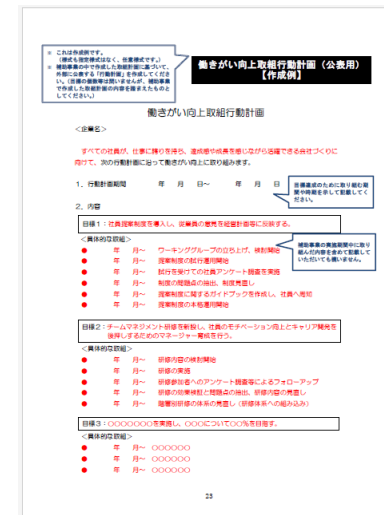 ※ これは作成例です。
（様式も指定様式はなく、任意様式です。）
※ 補助事業の中で作成した取組計画に基づいて、
外部に公表する「行動計画」を作成してくださ
い。（目標の個数等は問いませんが、補助事業
で作成した取組計画の内容を踏まえたものと
してください。）
働きがい向上取組行動計画（公表用）
【作成例】
働きがい向上取組行動計画
＜企業名＞
すべての社員が、仕事に誇りを持ち、達成感や成長を感じながら活躍できる会社づくりに
向けて、次の行動計画に沿って働きがい向上に取り組みます。
1．行動計画期間　　年　月　日～　　年　月　日
目標達成のために取り組む期
間や時期を示して記載してく
ださい。
2．内容
目標1：社員提案制度を導入し、従業員の意見を経営計画等に反映する。
＜具体的な取組＞
● 　年　月～　ワーキンググループの立ち上げ、検討開始
● 　年　月～　提案制度の試行運用開始
● 　年　月～　試行を受けての社員アンケート調査を実施
● 　年　月～　制度の問題点の抽出、制度見直し
● 　年　月～　提案制度に関するガイドブックを作成し、社員へ周知
● 　年　月～　提案制度の本格運用開始
補助事業の実施期間中に取り
組んだ内容を含めて記載して
いただいても構いません。
目標2：チームマネジメント研修を新設し、社員のモチベーション向上とキャリア開発を
後押しするためのマネージャー育成を行う。
＜具体的な取組＞
● 　年　月～　研修内容の検討開始
● 　年　月～　研修の実施
● 　年　月～　研修参加者へのアンケート調査等によるフォローアップ
● 　年　月～　研修の効果検証と問題点の抽出、研修内容の見直し
● 　年　月～　階層別研修の体系の見直し（研修体系への組み込み）
目標3：○○○○○○○を実施し、○○○について○○％を目指す。
＜具体的な取組＞
● 　年　月～　○○○○○○
● 　年　月～　○○○○○○
● 　年　月～　○○○○○○
23